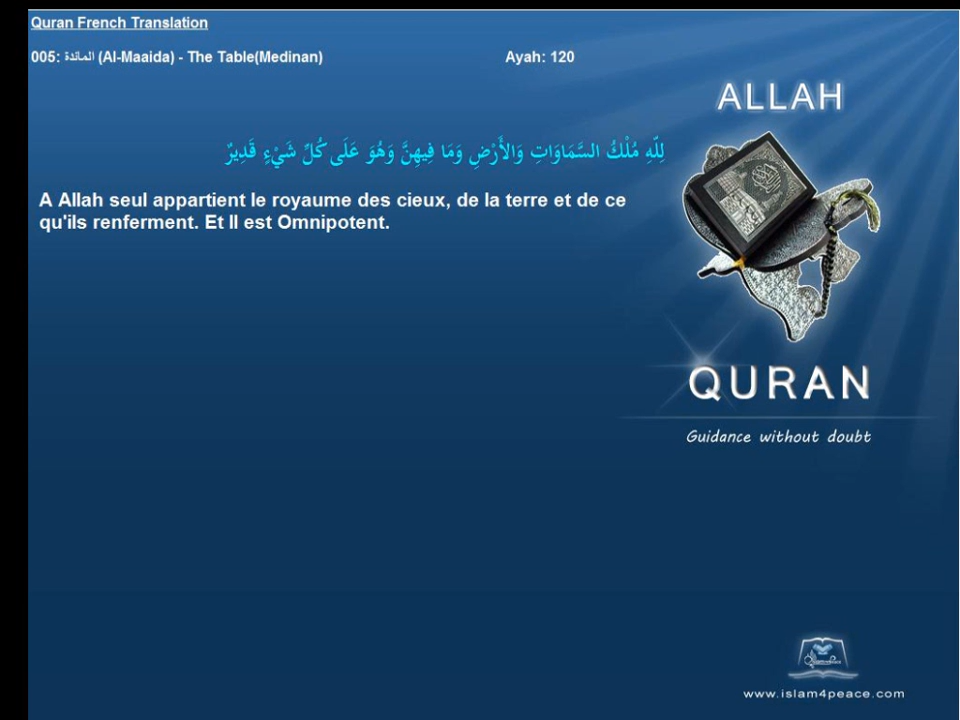 Quran French Translation
005: المائدة (Al-Maaida) - The Table(Medinan) Ayah: 120
ALLAH
لِلّهِ مُلْكُ السَّمَاوَاتِ وَالأَرْضِ وَمَا فِيهِنَّ وَهُوَ عَلَى كُلِّ شَيْءٍ قَدِيرٌ
A Allah seul appartient le royaume des cieux, de la terre et de ce
qu'ils renferment. Et Il est Omnipotent.
QURAN
Guidance without doubt
www.islam4peace.com